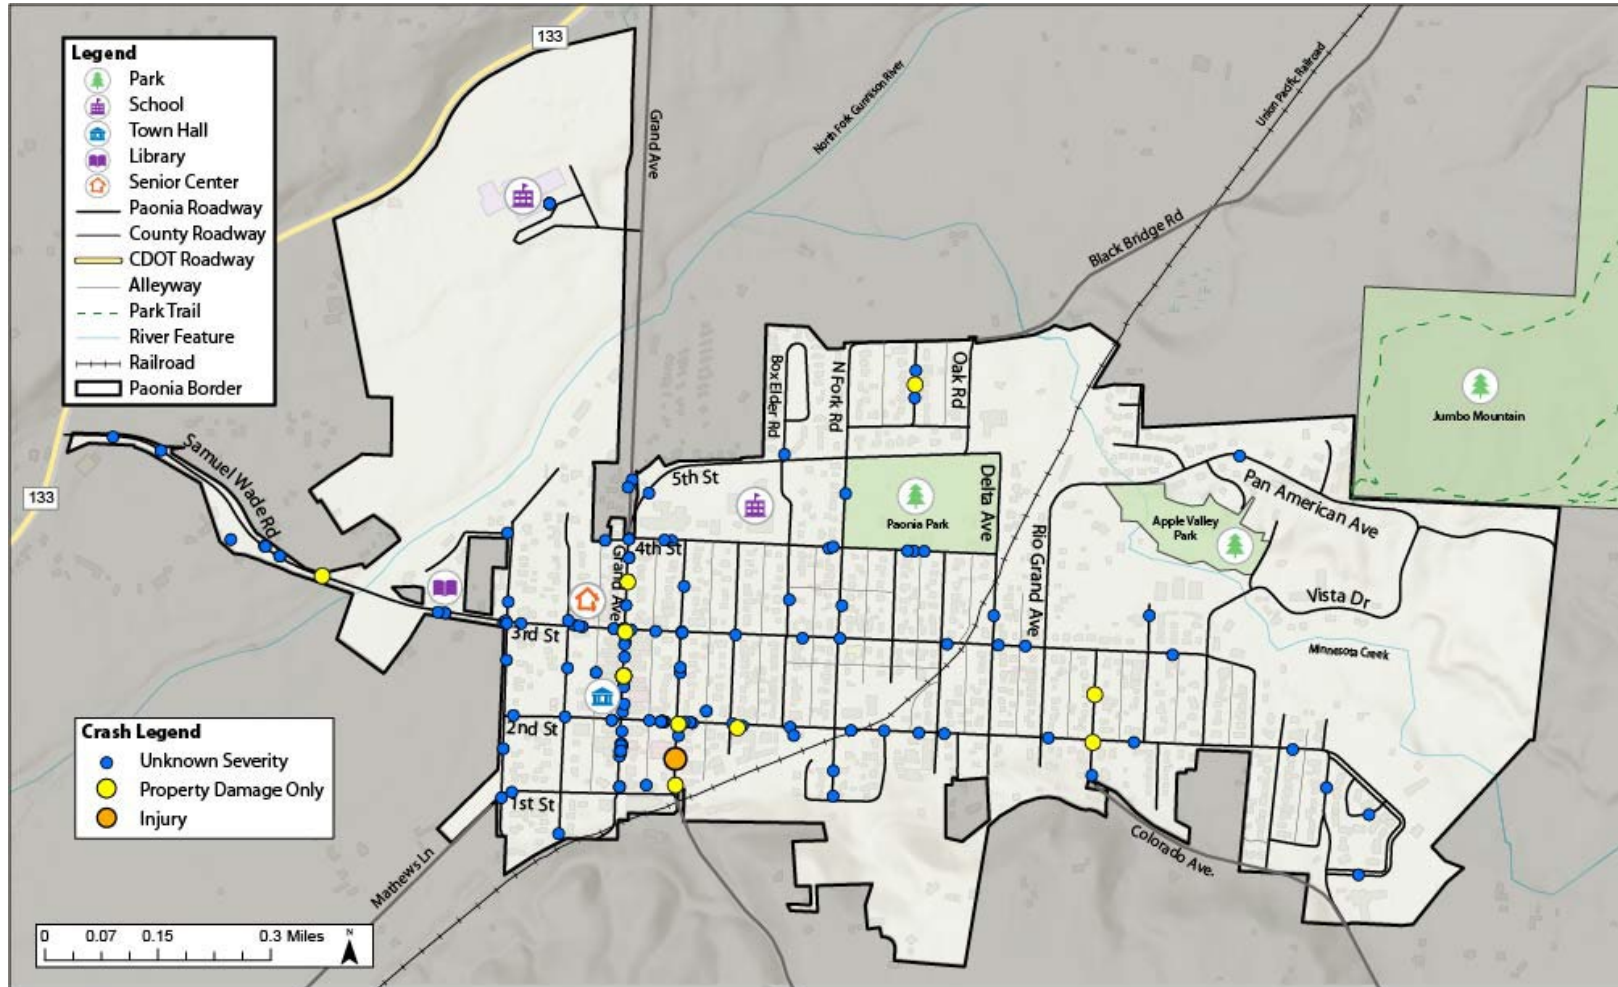 Legend
Park
School
Town Hall
Library
Senior Center
Paonia Roadway
County Roadway
CDOT Roadway
Alleyway
Park Trail
River Feature
Railroad
Paonia Border
133
Grand Ave
North Fork Gunnison River
Union Pacific Railroad
Black Bridge Rd
Jumbo Mountain
133
Samuel Wade Rd
Box Elder Rd
N Fork Rd
Oak Rd
5th St
Paonia Park
Delta Ave
Rio Grand Ave
Apple Valley
Park
Pan American Ave
4th St
Grand Ave
3rd St
Vista Dr
Minnesota Creek
2nd St
1st St
Mathews Ln
Colorado Ave.
Crash Legend
Unknown Severity
Property Damage Only
Injury
0 0.07 0.15 0.3 Miles
N